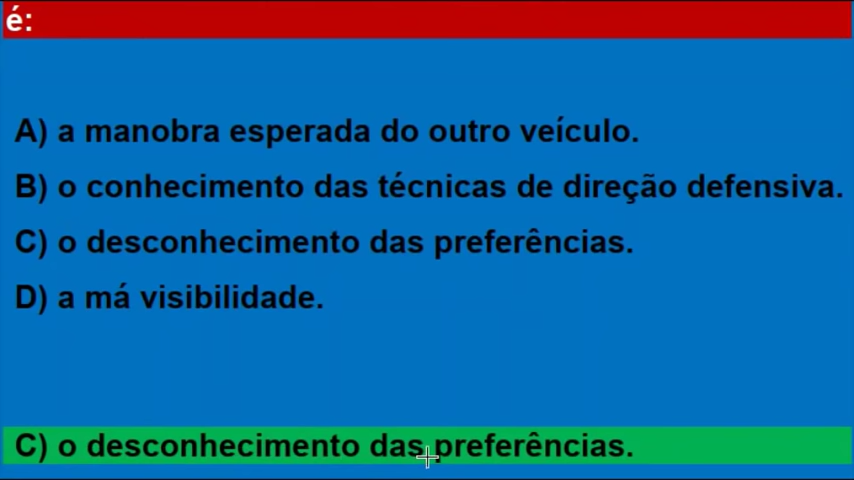 é:
A) a manobra esperada do outro veículo.
B) o conhecimento das técnicas de direção defensiva.
C) o desconhecimento das preferências.
D) a má visibilidade.
C) o desconhecimento das preferências.